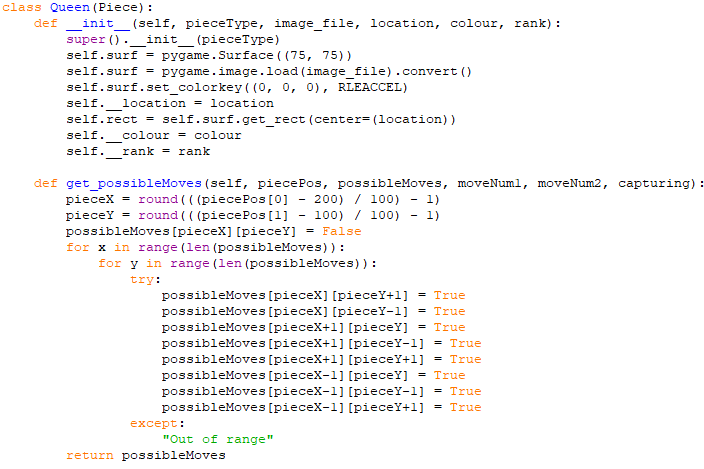 class Queen(Piece):
    def __init__(self, pieceType, image_file, location, colour, rank):
        super().__init__(pieceType)
        self.surf = pygame.Surface((75, 75))
        self.surf = pygame.image.load(image_file).convert()
        self.surf.set_colorkey((0, 0, 0), RLEACCEL)
        self.__location = location
        self.rect = self.surf.get_rect(center=(location))
        self.__colour = colour
        self.__rank = rank

    def get_possibleMoves(self, piecePos, possibleMoves, moveNum1, moveNum2, capturing):
        pieceX = round(((piecePos[0] - 200) / 100) - 1)
        pieceY = round(((piecePos[1] - 100) / 100) - 1)
        possibleMoves[pieceX][pieceY] = False
        for x in range(len(possibleMoves)):
            for y in range(len(possibleMoves)):
                try:
                    possibleMoves[pieceX][pieceY+1] = True
                    possibleMoves[pieceX][pieceY-1] = True
                    possibleMoves[pieceX+1][pieceY] = True
                    possibleMoves[pieceX+1][pieceY-1] = True
                    possibleMoves[pieceX+1][pieceY+1] = True
                    possibleMoves[pieceX-1][pieceY] = True
                    possibleMoves[pieceX-1][pieceY-1] = True
                    possibleMoves[pieceX-1][pieceY+1] = True
                except:
                    "Out of range"
        return possibleMoves